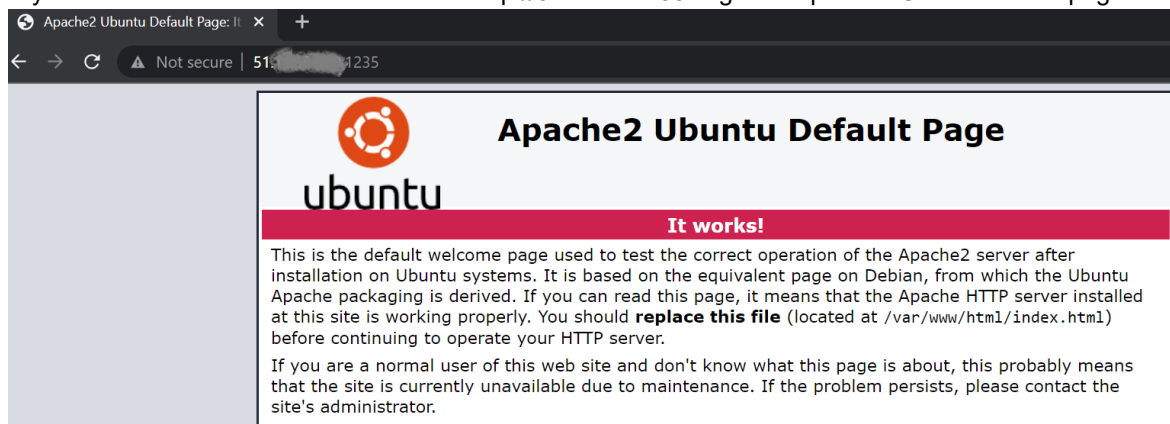 Apache2 Ubuntu Default Page: It
Not secure
51.
1235
Apache2 Ubuntu Default Page
ubuntu
It works!
This is the default welcome page used to test the correct operation of the Apache2 server after
installation on Ubuntu systems. It is based on the equivalent page on Debian, from which the Ubuntu
Apache packaging is derived. If you can read this page, it means that the Apache HTTP server installed
at this site is working properly. You should replace this file (located at /var/www/html/index.html)
before continuing to operate your HTTP server.
If you are a normal user of this web site and don't know what this page is about, this probably means
that the site is currently unavailable due to maintenance. If the problem persists, please contact the
site's administrator.